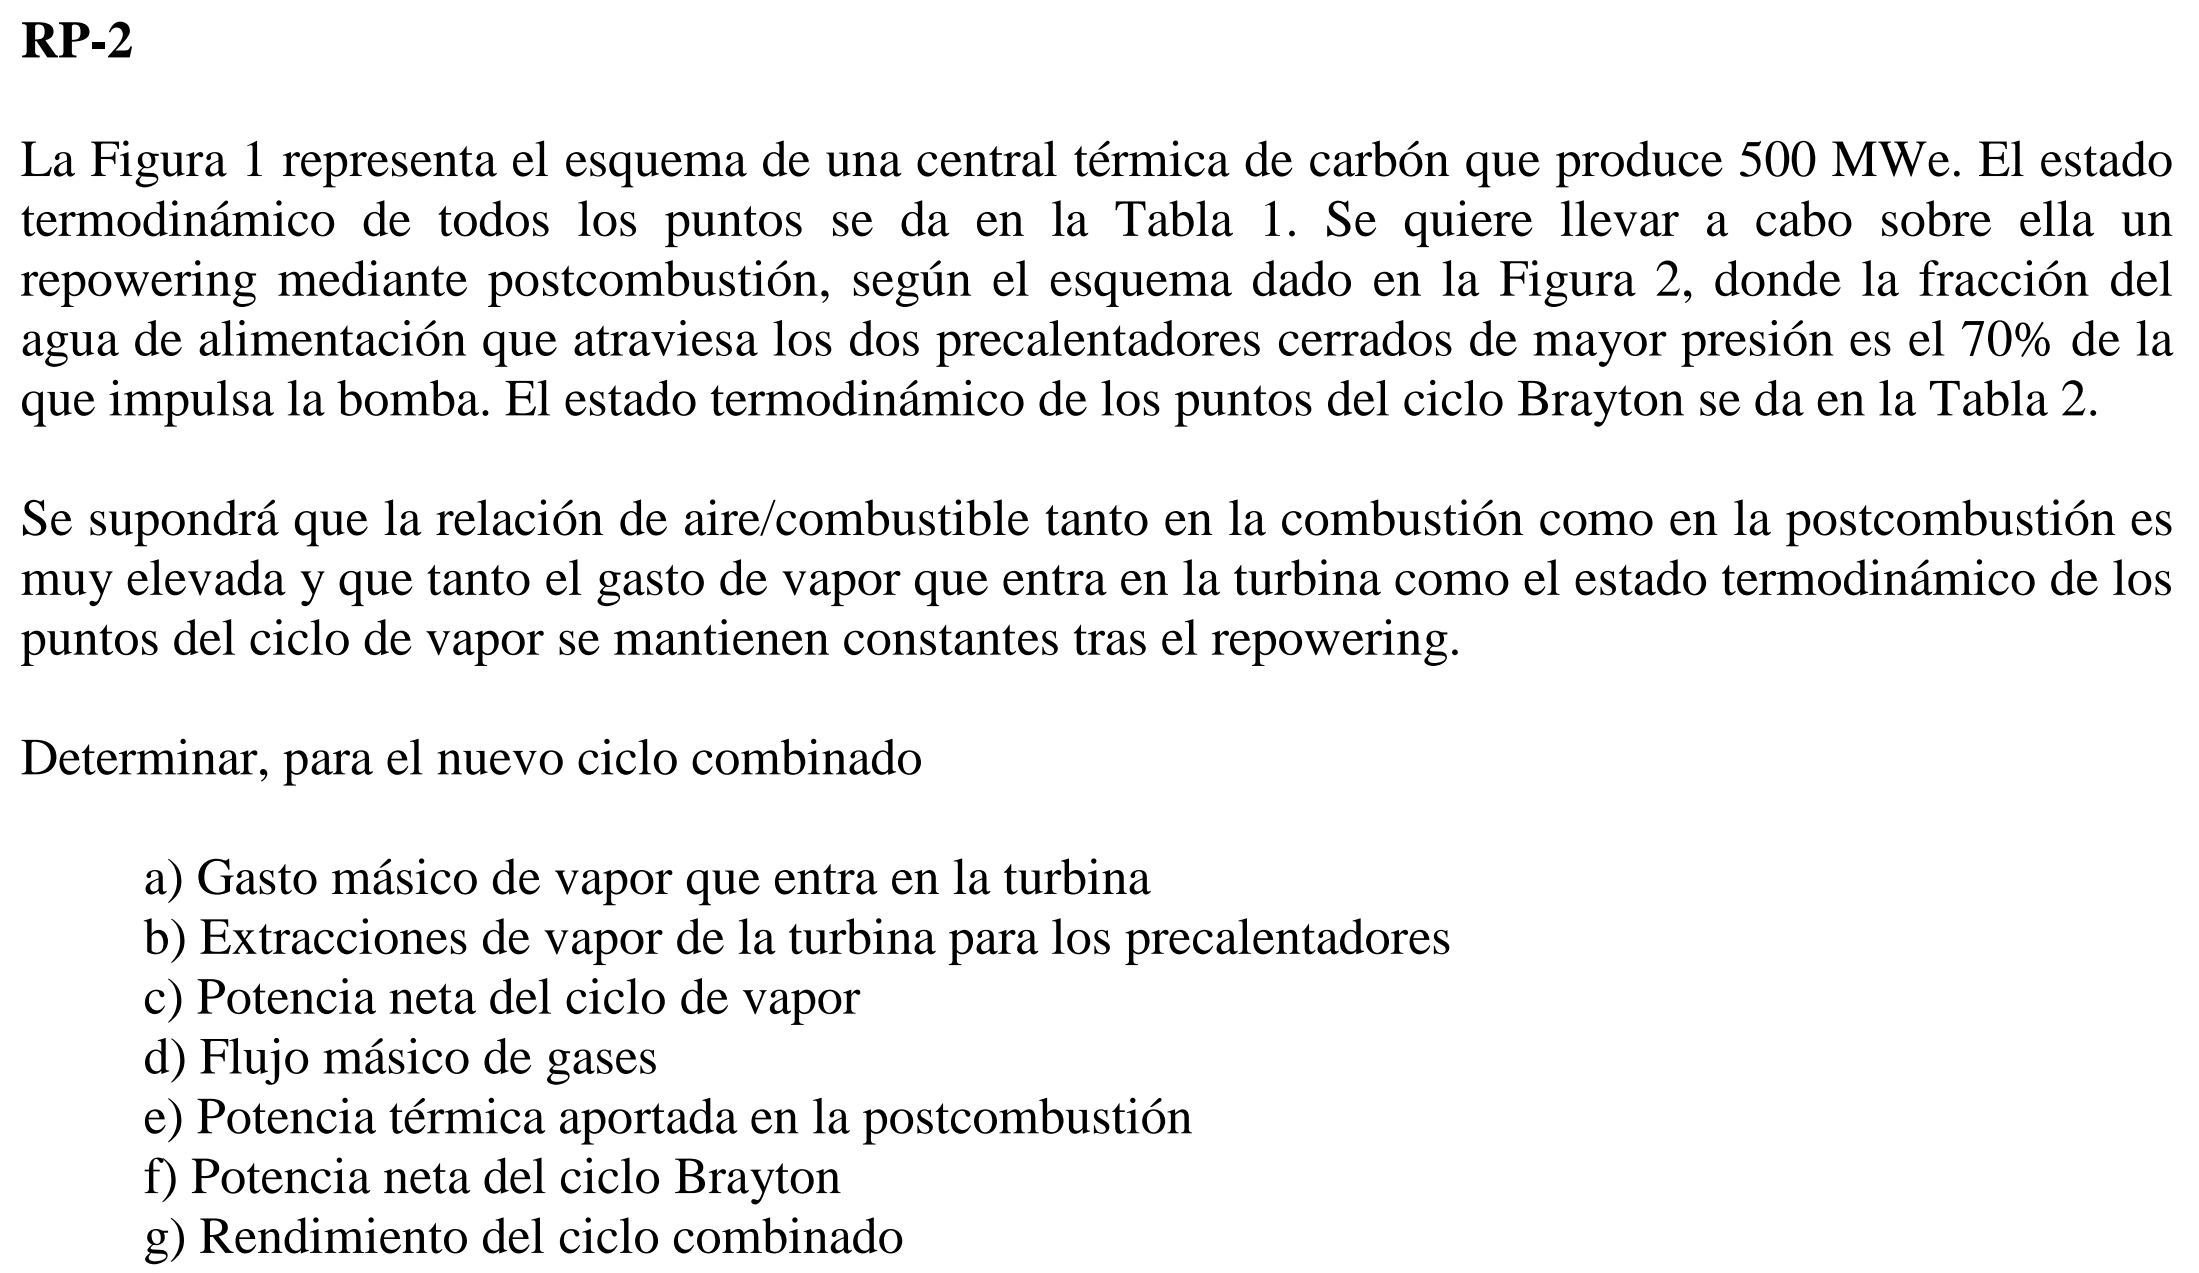 RP-2
La Figura 1 representa el esquema de una central térmica de carbón que produce 500 MWe. El estado
termodinámico de todos los puntos se da en la Tabla 1. Se quiere llevar a cabo sobre ella un
repowering mediante postcombustión, según el esquema dado en la Figura 2, donde la fracción del
agua de alimentación que atraviesa los dos precalentadores cerrados de mayor presión es el 70% de la
que impulsa la bomba. El estado termodinámico de los puntos del ciclo Brayton se da en la Tabla 2.
Se supondrá que la relación de aire/combustible tanto en la combustión como en la postcombustión es
muy elevada y que tanto el gasto de vapor que entra en la turbina como el estado termodinámico de los
puntos del ciclo de vapor se mantienen constantes tras el repowering.
Determinar, para el nuevo ciclo combinado
a) Gasto másico de vapor que entra en la turbina
b) Extracciones de vapor de la turbina para los precalentadores
c) Potencia neta del ciclo de vapor
d) Flujo másico de gases
e) Potencia térmica aportada en la postcombustión
f) Potencia neta del ciclo Brayton
g) Rendimiento del ciclo combinado